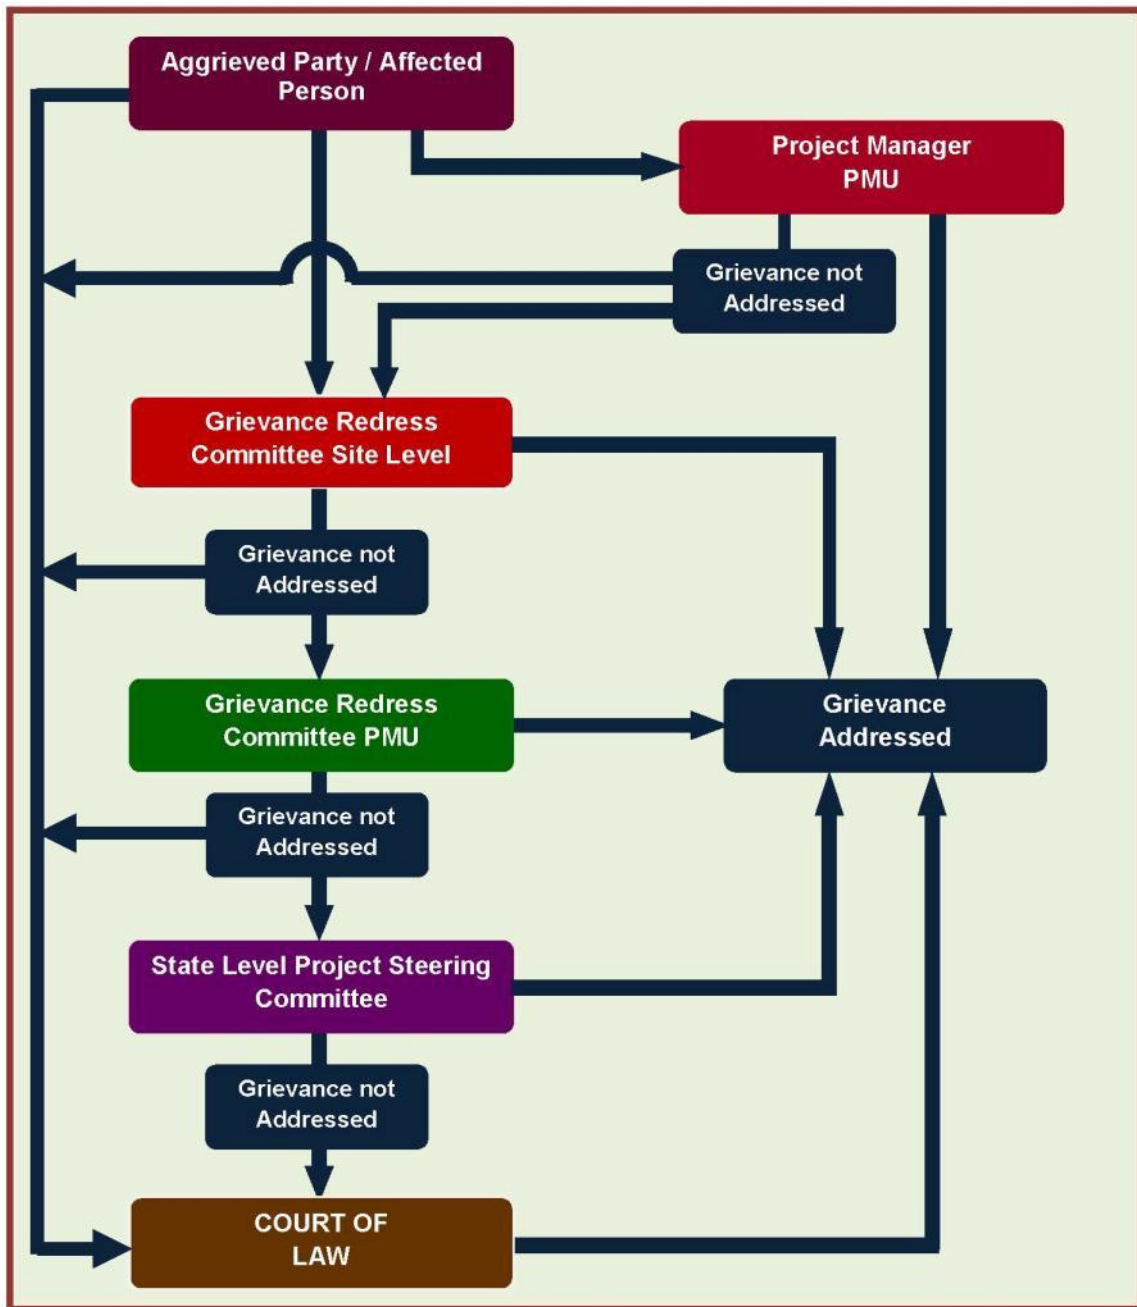 Aggrieved Party / Affected
Person
Project Manager
PMU
Grievance not
Addressed
Grievance Redress
Committee Site Level
Grievance not
Addressed
Grievance Redress
Committee PMU
Grievance
Addressed
Grievance not
Addressed
State Level Project Steering
Committee
Grievance not
Addressed
COURT OF
LAW